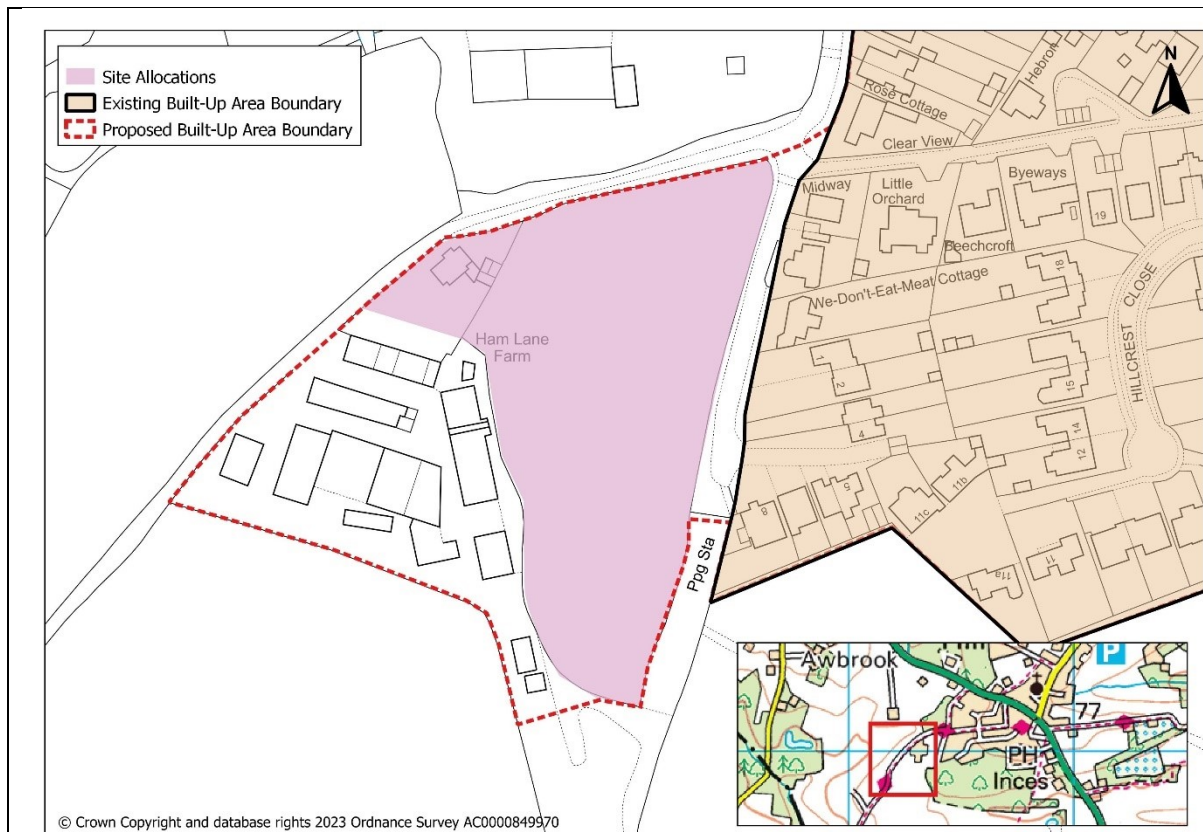 Site Allocations
Existing Built-Up Area Boundary
Proposed Built-Up Area Boundary
N
Hebron
Rose Cottage
Clear View
Midway
Little
Orchard
Byeways
19
Beechcroft
18
We-Don't-Eat-Meat Cottage
HILLCREST CLOSE
Ham Lane
Farm
1
2
15
4
14
12
5
11b
8
11c
11
11a
Ppg Sta
Awbrook
P
77
PH
Inces
© Crown Copyright and database rights 2023 Ordnance Survey AC0000849970